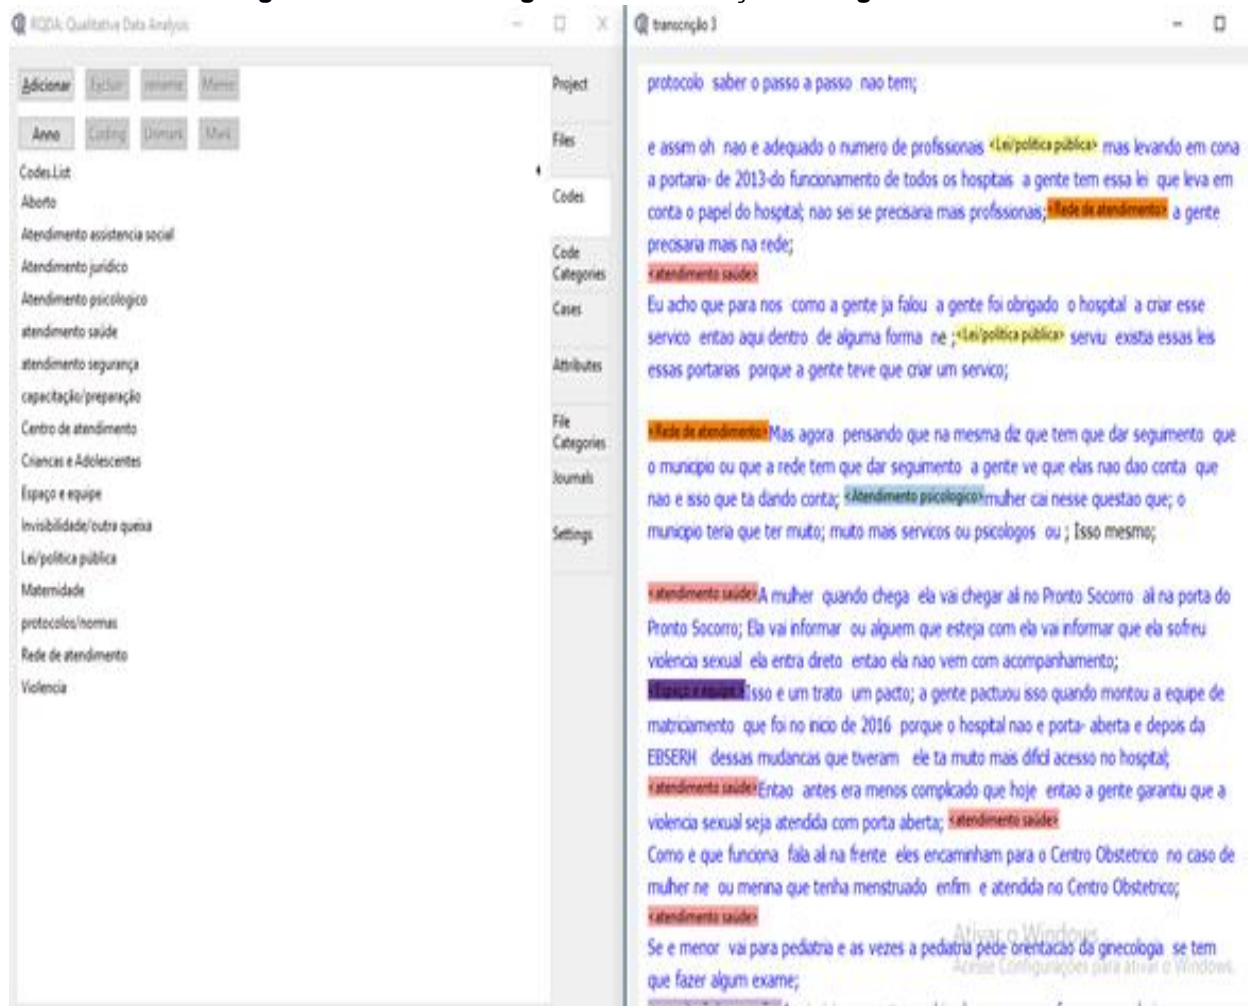 RQDA: Qualitative Data Analysis
Adicionar Excluir rename Memo
Anno Coding Unmark Mark
Codes.List
Aborto
Atendimento assistencia social
Atendimento juridico
Atendimento psicologico
atendimento saúde
atendimento segurança
capacitação/preparação
Centro de atendimento
Criancas e Adolescentes
Espaço e equipe
Invisibilidade/outra queixa
Lei/politica pública
Maternidade
protocolos/normas
Rede de atendimento
Violencia
Project
Files
Codes
Code
Categories
Cases
Attributes
File
Categories
Journals
Settings
transcrição 3
protocolo saber o passo a passo nao tem;
e assim oh nao e adequado o numero de profissionais <Lei/politica pública> mas levando em cona
a portaria- de 2013-do funcionamento de todos os hospitais a gente tem essa lei que leva em
conta o papel do hospital; nao sei se precisaria mais profissionais;<Rede de atendimento> a gente
precisaria mais na rede;
<atendimento saúde>
Eu acho que para nos como a gente ja falou a gente foi obrigado o hospital a criar esse
servico entao aqui dentro de alguma forma ne ;<Lei/politica pública> serviu existia essas leis
essas portarias porque a gente teve que criar um servico;
<Rede de atendimento>Mas agora pensando que na mesma diz que tem que dar seguimento que
o municipio ou que a rede tem que dar seguimento a gente ve que elas nao dao conta que
nao e isso que ta dando conta; <Atendimento psicologico>mulher cai nesse questao que; o
municipio teria que ter muito; muito mais servicos ou psicologos ou ; Isso mesmo;
<atendimento saúde>A mulher quando chega ela vai chegar ali no Pronto Socorro ali na porta do
Pronto Socorro; Ela vai informar ou alguem que esteja com ela vai informar que ela sofreu
violencia sexual ela entra direto entao ela nao vem com acompanhamento;
<Espaço e equipe>Isso e um trato um pacto; a gente pactuou isso quando montou a equipe de
matriciamento que foi no inicio de 2016 porque o hospital nao e porta- aberta e depois da
EBSERH dessas mudancas que tiveram ele ta muito mais dificil acesso no hospital;
<atendimento saúde>Entao antes era menos complicado que hoje entao a gente garantiu que a
violencia sexual seja atendida com porta aberta; <atendimento saúde>
Como e que funciona fala ali na frente eles encaminham para o Centro Obstetrico no caso de
mulher ne ou menina que tenha menstruado enfim e atendida no Centro Obstetrico;
<atendimento saúde>
Se e menor vai para pediatria e as vezes a pediatria pede orientacao da ginecologia se tem
que fazer algum exame;
Ativar o Windows
Acesse Configurações para ativar o Windows.